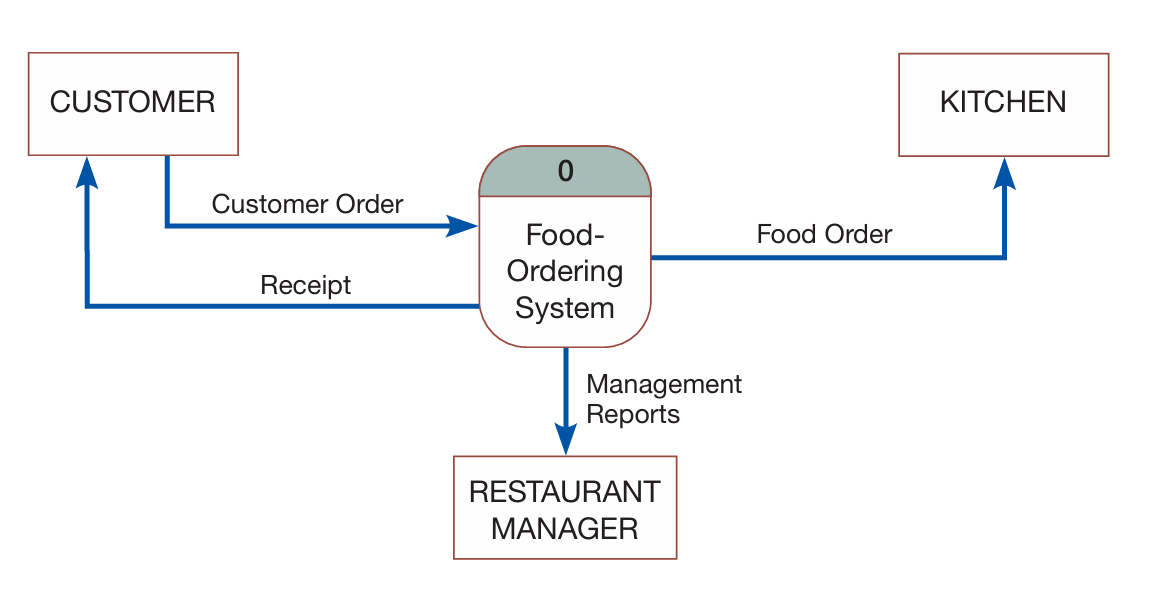 CUSTOMER
KITCHEN
0
Customer Order
Food-
Ordering
System
Food Order
Receipt
Management
Reports
RESTAURANT
MANAGER